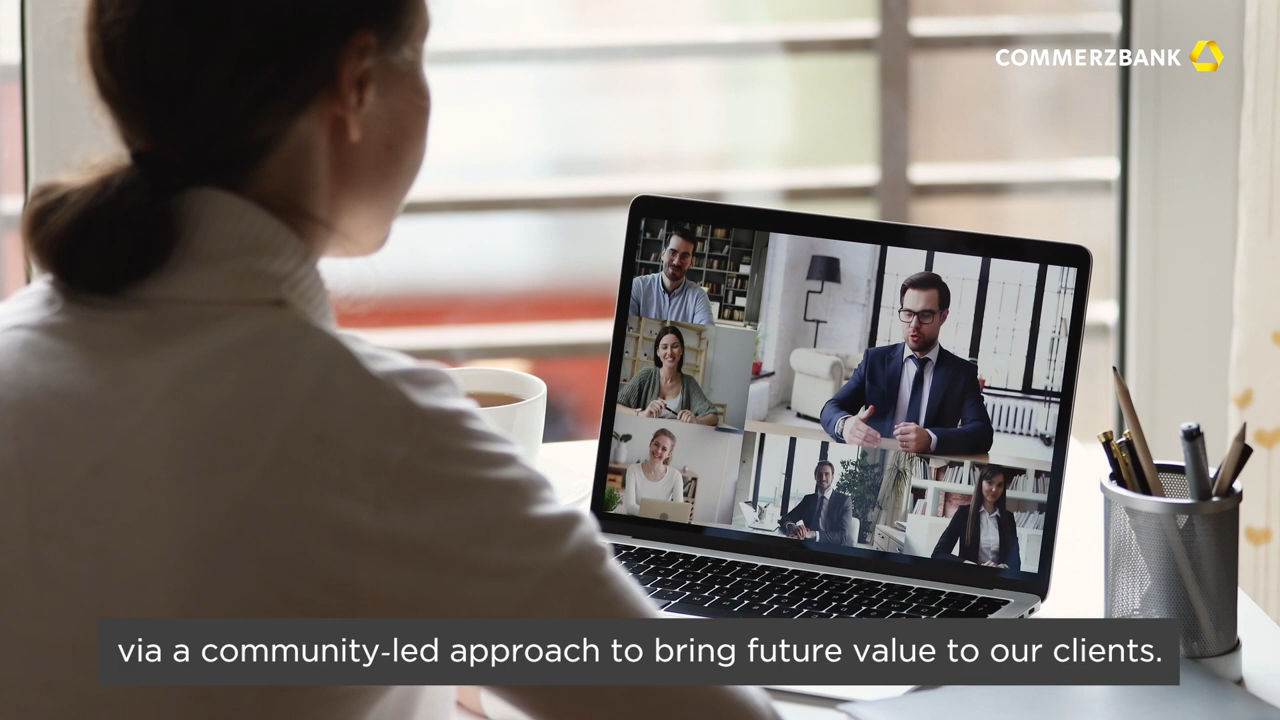 COMMERZBANK
via a community-led approach to bring future value to our clients.